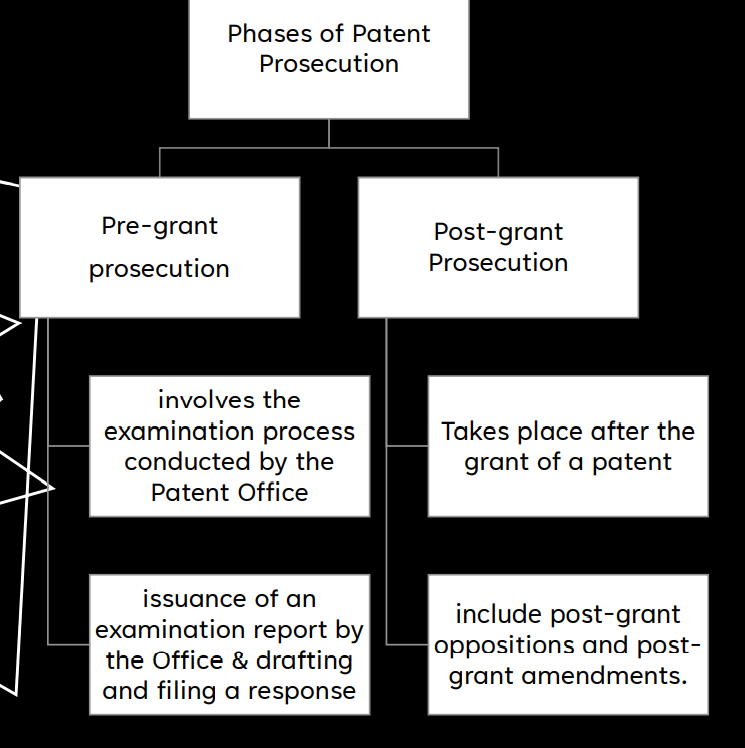 Phases of Patent
Prosecution
Pre-grant
prosecution
involves the
examination process
conducted by the
Patent Office
issuance of an
examination report by
the Office & drafting
and filing a response
Post-grant
Prosecution
Takes place after the
grant of a patent
include post-grant
oppositions and post-
grant amendments.